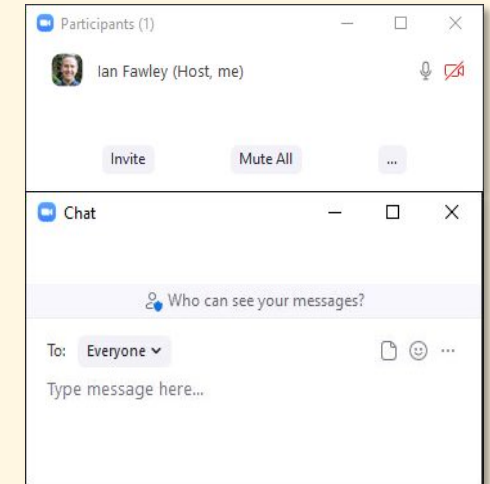 Participants (1)
Ian Fawley (Host, me)
Invite Mute All ...
Chat
Who can see your messages?
To: Everyone
Type message here...